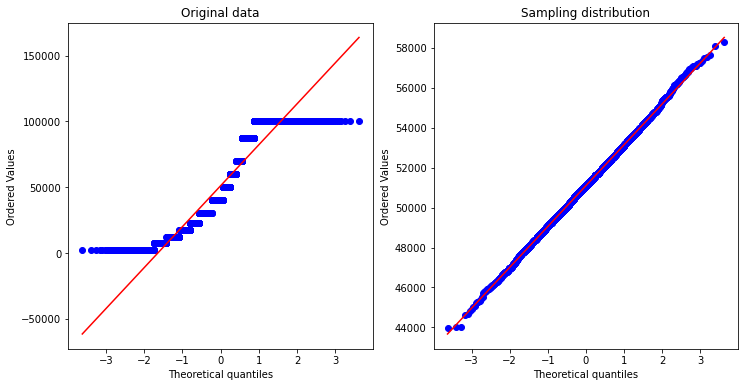 Original data
150000
100000
50000
0
−50000
Ordered Values
−3 −2 −1 0 1 2 3
Theoretical quantiles
Sampling distribution
58000
56000
54000
52000
50000
48000
46000
44000
Ordered Values
−3 −2 −1 0 1 2 3
Theoretical quantiles